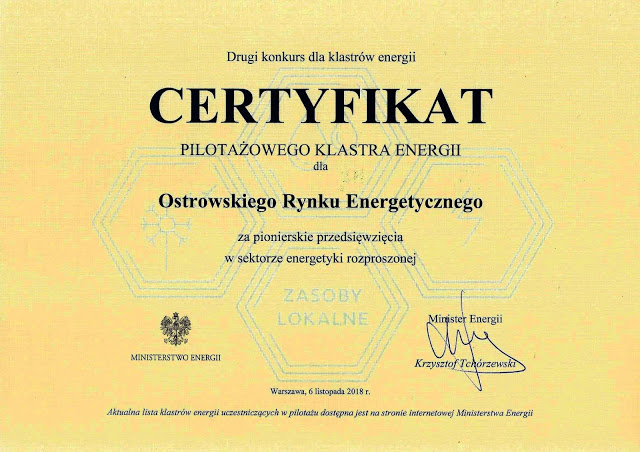 Drugi konkurs dla klastrów energii
CERTYFIKAT
PILOTAŻOWEGO KLASTRA ENERGII
dla
Ostrowskiego Rynku Energetycznego
za pionierskie przedsięwzięcia
w sektorze energetyki rozproszonej
ZASOBY
LOKALNE
MINISTERSTWO ENERGII
Minister Energii
Krzysztof Tchórzewski
Warszawa, 6 listopada 2018 r.
Aktualna lista klastrów energii uczestniczących w pilotażu dostępna jest na stronie internetowej Ministerstwa Energii